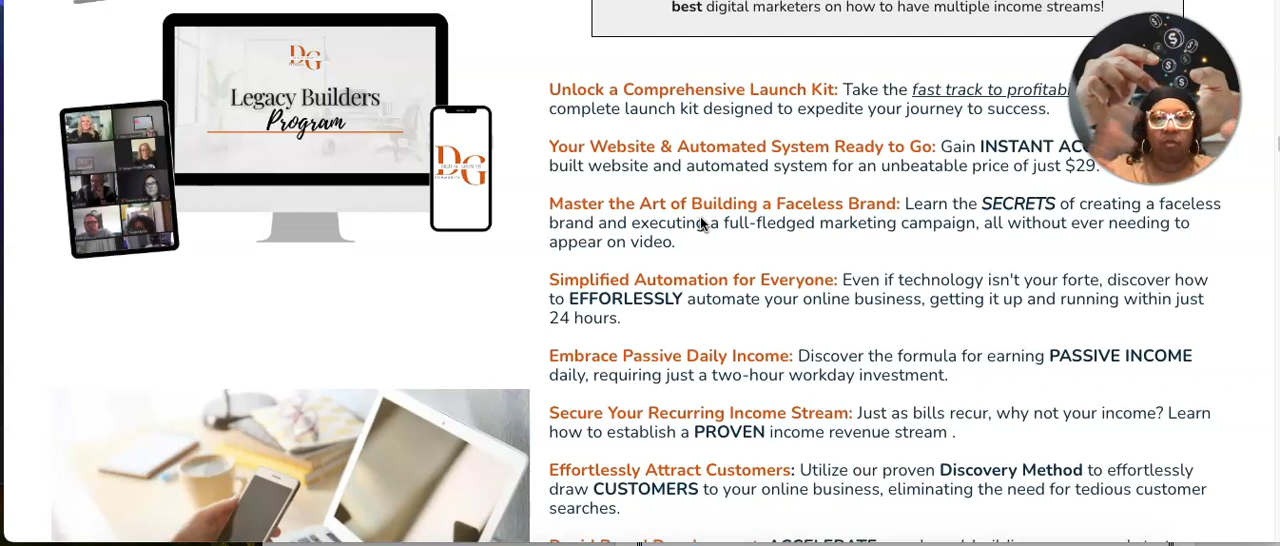 best digital marketers on how to have multiple income streams!
DG
Legacy Builders
Program
DG
Unlock a Comprehensive Launch Kit: Take the fast track to
complete launch kit designed to expedite your journey to success.
Your Website & Automated System Ready to Go: Gain INSTANT
built website and automated system for an unbeatable price of just $29.
Master the Art of Building a Faceless Brand: Learn the SECRETS of creating a faceless
brand and executing a full-fledged marketing campaign, all without ever needing to
appear on video.
Simplified Automation for Everyone: Even if technology isn't your forte, discover how
to EFFORLESSLY automate your online business, getting it up and running within just
24 hours.
Embrace Passive Daily Income: Discover the formula for earning PASSIVE INCOME
daily, requiring just a two-hour workday investment.
Secure Your Recurring Income Stream: Just as bills recur, why not your income? Learn
how to establish a PROVEN income revenue stream .
Effortlessly Attract Customers: Utilize our proven Discovery Method to effortlessly
draw CUSTOMERS to your online business, eliminating the need for tedious customer
searches.